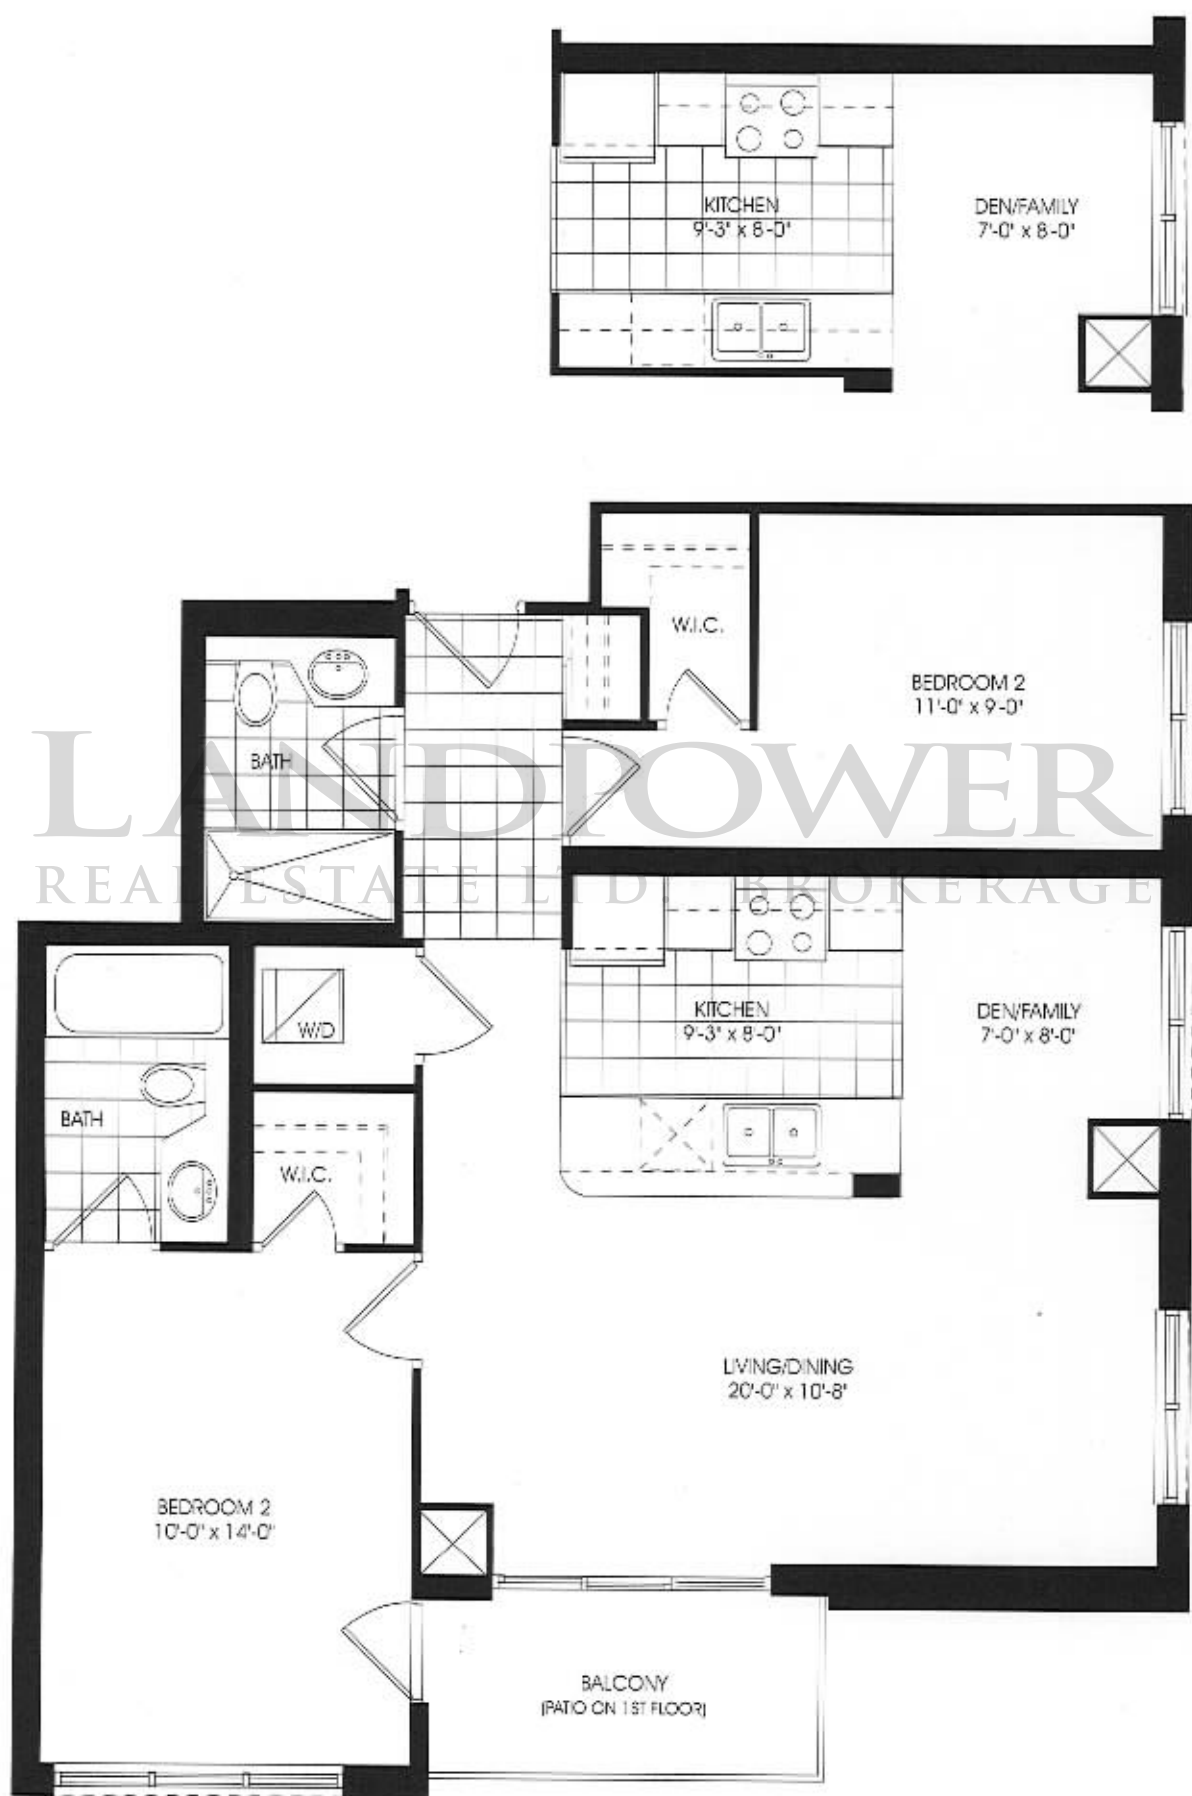 KITCHEN
9'-3" x 8'-0"
DEN/FAMILY
7'-0" x 8'-0"
W.I.C.
BEDROOM 2
11'-0" x 9'-0"
BATH
LANDPOWER
REAL ESTATE LTD. BROKERAGE
KITCHEN
9'-3" x 8'-0"
DEN/FAMILY
7'-0" x 8'-0"
W/D
BATH
W.I.C.
LIVING/DINING
20'-0" x 10'-8"
BEDROOM 2
10'-0" x 14'-0"
BALCONY
(PATIO ON 1ST FLOOR)